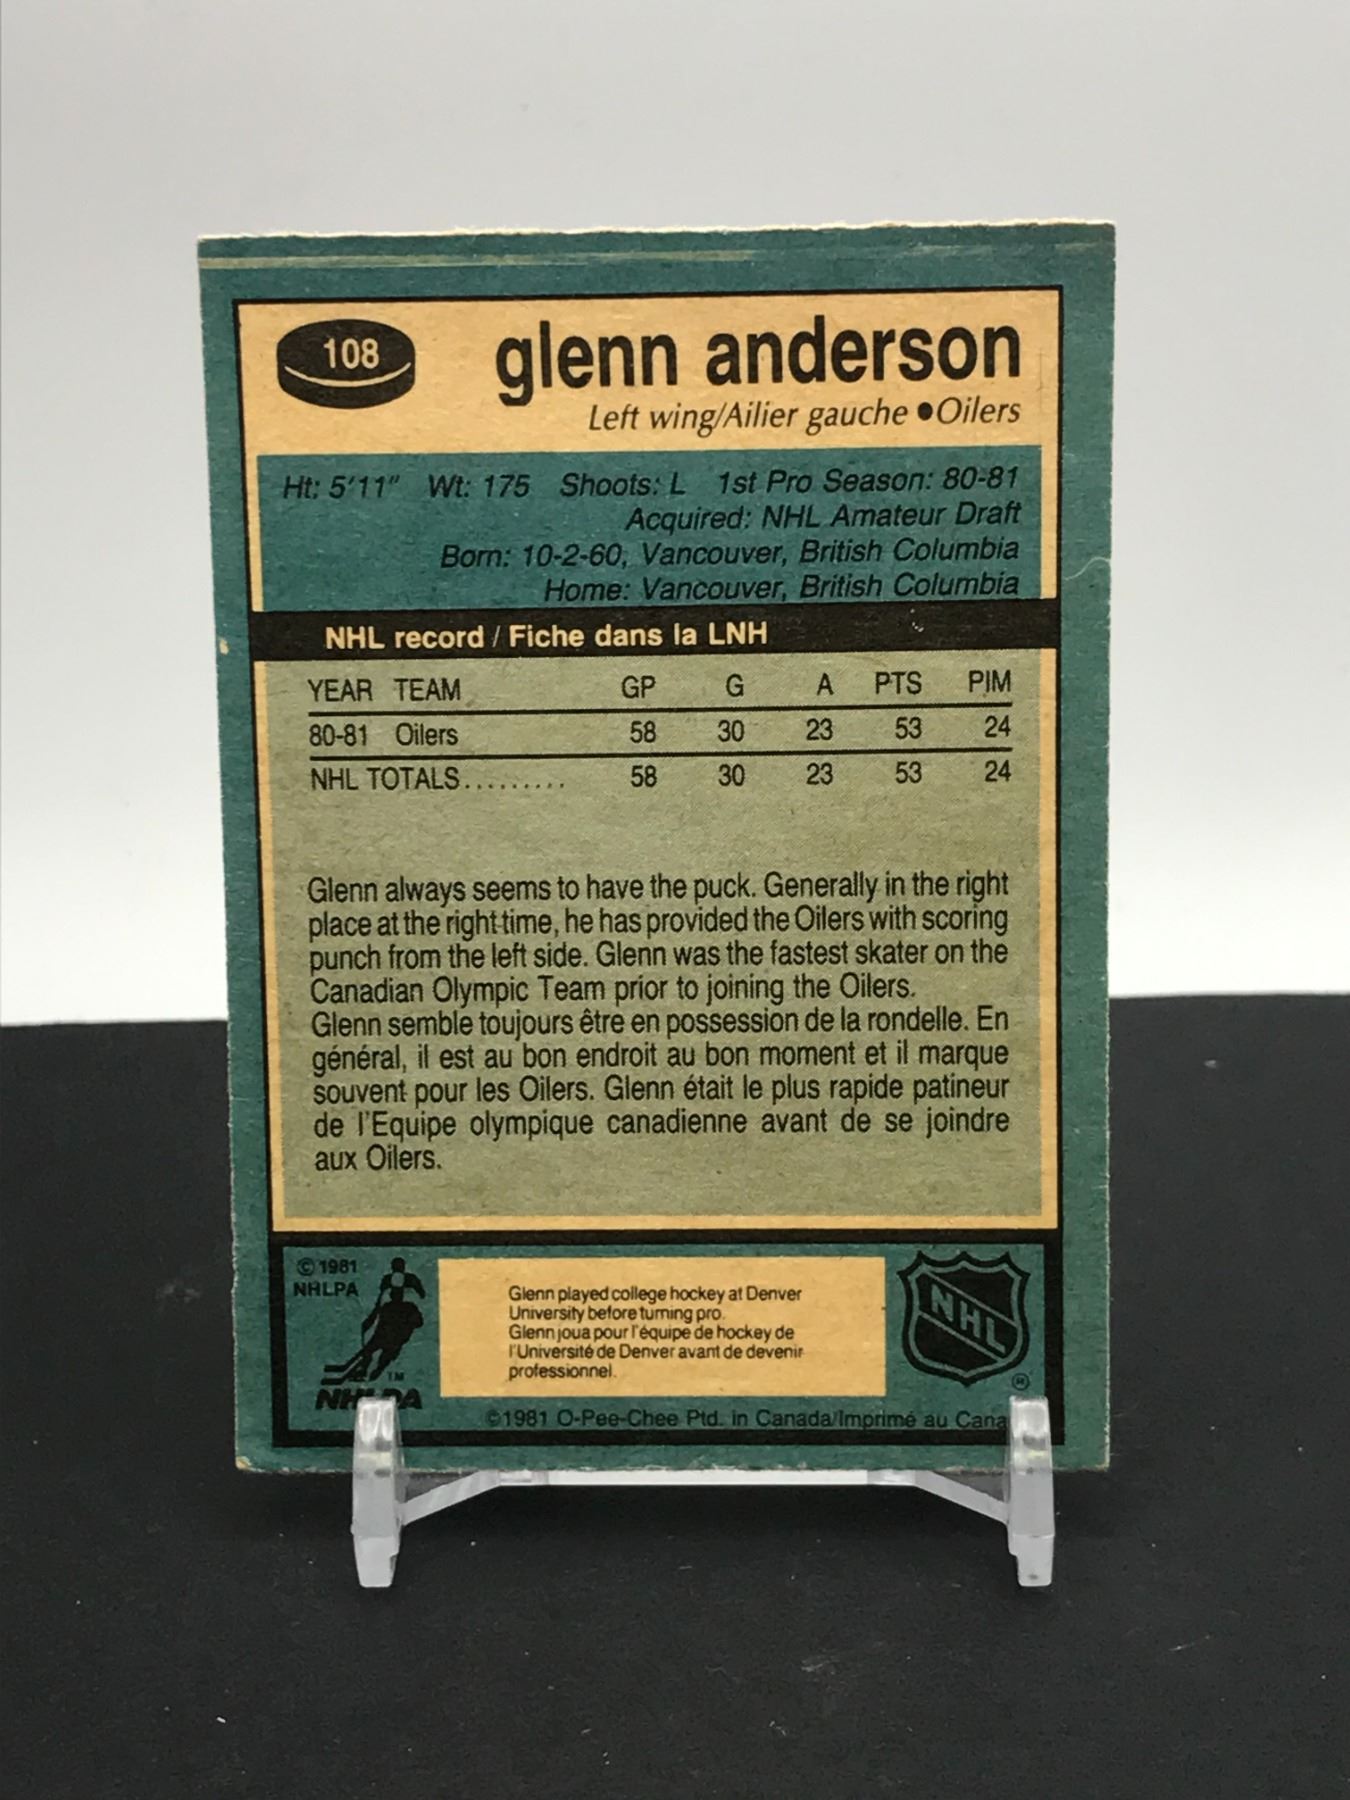 108
glenn anderson
Left wing/Ailier gauche ●Oilers
Ht: 5'11" Wt: 175 Shoots: L 1st Pro Season: 80-81
Acquired: NHL Amateur Draft
Born: 10-2-60, Vancouver, British Columbia
Home: Vancouver, British Columbia
NHL record / Fiche dans la LNH
YEAR TEAM GP G A PTS PIM
80-81 Oilers 58 30 23 53 24
NHL TOTALS......... 58 30 23 53 24
Glenn always seems to have the puck. Generally in the right
place at the right time, he has provided the Oilers with scoring
punch from the left side. Glenn was the fastest skater on the
Canadian Olympic Team prior to joining the Oilers.
Glenn semble toujours être en possession de la rondelle. En
général, il est au bon endroit au bon moment et il marque
souvent pour les Oilers. Glenn était le plus rapide patineur
de l'Equipe olympique canadienne avant de se joindre
aux Oilers.
© 1981
NHLPA
TM
NHLPA
Glenn played college hockey at Denver
University before turning pro.
Glenn joua pour l'équipe de hockey de
l'Université de Denver avant de devenir
professionnel.
NHL
®
©1981 O-Pee-Chee Ptd. in Canada/Imprimé au Cana